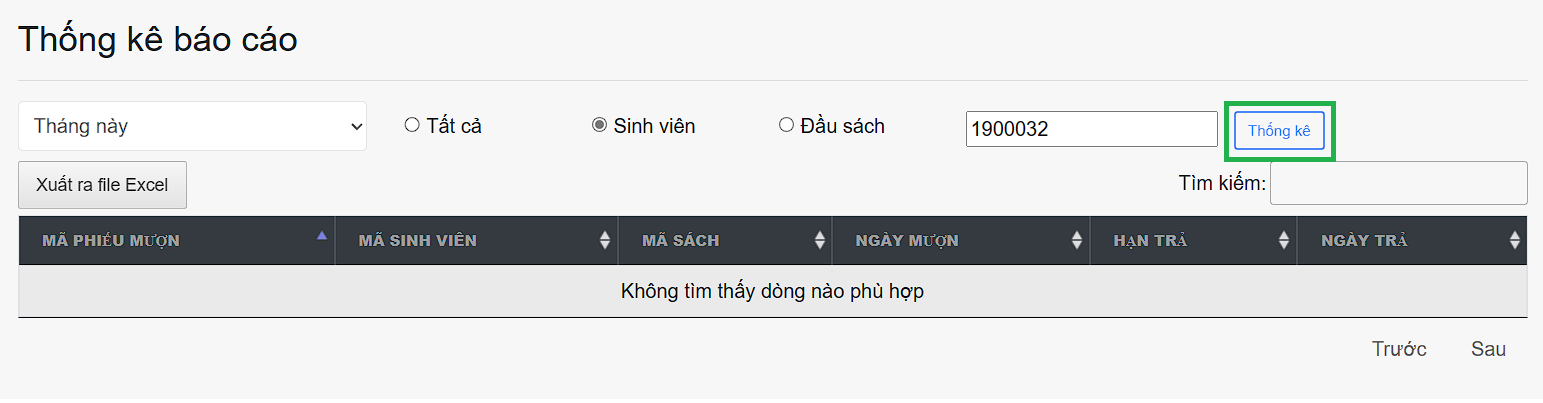 Thống kê báo cáo
Tháng này Tất cả Sinh viên Đầu sách 1900032 Thống kê
Xuất ra file Excel Tìm kiếm:
MÃ PHIẾU MƯỢN MÃ SINH VIÊN MÃ SÁCH NGÀY MƯỢN HẠN TRẢ NGÀY TRẢ
Không tìm thấy dòng nào phù hợp
Trước Sau